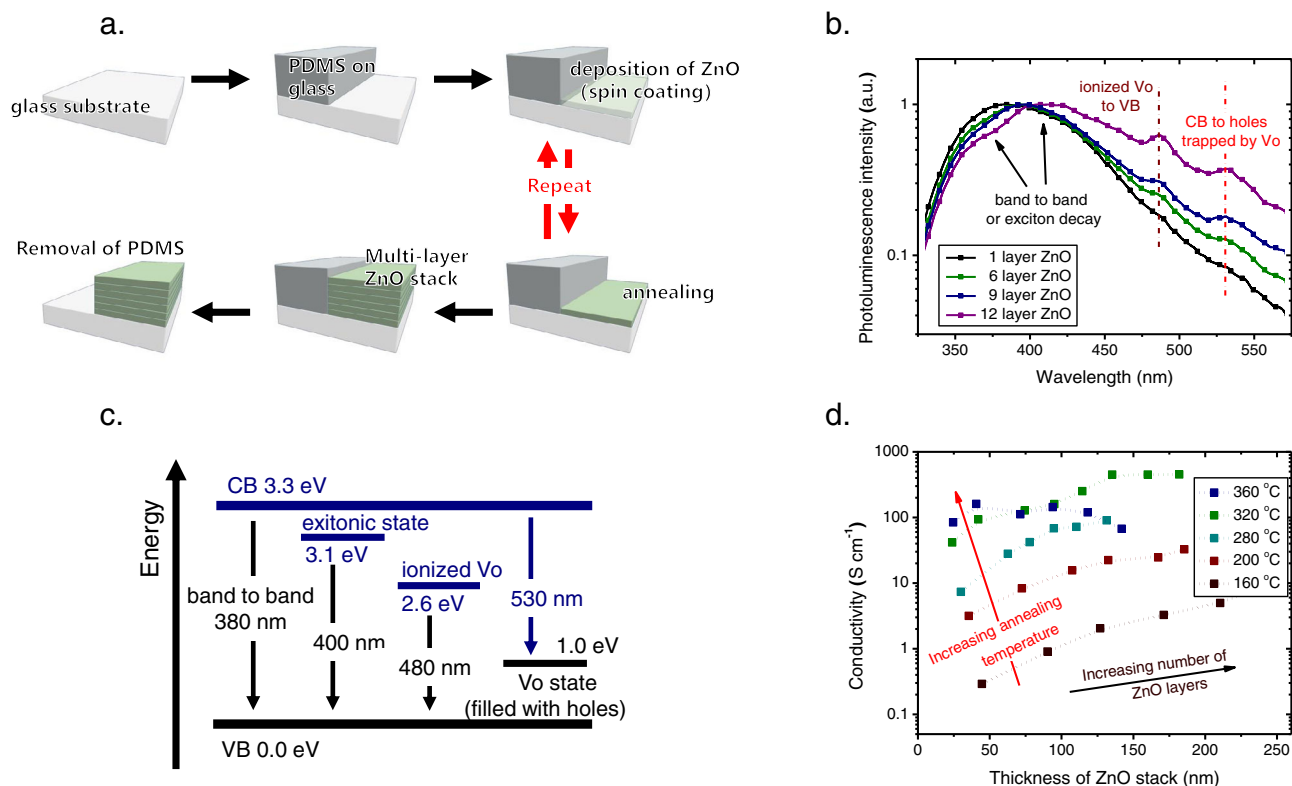 a.
glass substrate
PDMS on
glass
deposition of ZnO
(spin coating)
Repeat
Removal of PDMS
Multi-layer
ZnO stack
annealing
b.
Photoluminescence intensity (a.u.)
1
0.1
ionized Vo
to VB
CB to holes
trapped by Vo
band to band
or exciton decay
1 layer ZnO
6 layer ZnO
9 layer ZnO
12 layer ZnO
350 400 450 500 550
Wavelength (nm)
c.
Energy
CB 3.3 eV
exitonic state
3.1 eV
ionized Vo
2.6 eV
band to band
380 nm
400 nm
480 nm
530 nm
1.0 eV
Vo state
(filled with holes)
VB 0.0 eV
d.
Conductivity (S cm⁻¹)
1000
100
10
1
0.1
360 °C
320 °C
280 °C
200 °C
160 °C
Increasing annealing
temperature
Increasing number of
ZnO layers
0 50 100 150 200 250
Thickness of ZnO stack (nm)